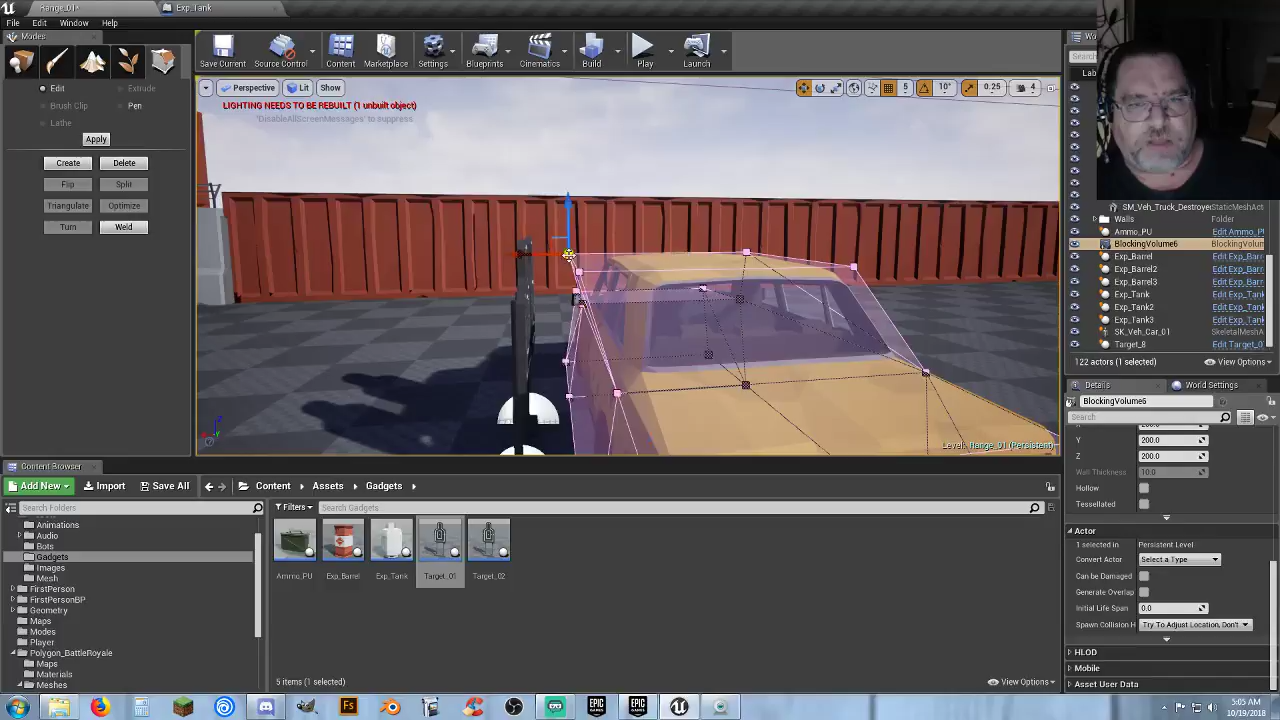 Range_01*
Exp_Tank
File Edit Window Help
Modes
Save Current
Source Control
Content
Marketplace
Settings
Blueprints
Cinematics
Build
Play
Launch
Edit
Extrude
Brush Clip
Pen
Lathe
Apply
Create
Delete
Flip
Split
Triangulate
Optimize
Turn
Weld
Perspective
Lit
Show
5
10°
0.25
4
LIGHTING NEEDS TO BE REBUILT (1 unbuilt object)
'DisableAllScreenMessages' to suppress
Level: Range_01 (Persistent)
SM_Veh_Truck_Destroyed StaticMeshAct
Walls Folder
Ammo_PU Edit Ammo_P
BlockingVolume6 BlockingVolum
Exp_Barrel Edit Exp_Barr
Exp_Barrel2 Edit Exp_Barr
Exp_Barrel3 Edit Exp_Barr
Exp_Tank Edit Exp_Tank
Exp_Tank2 Edit Exp_Tank
Exp_Tank3 Edit Exp_Tank
SK_Veh_Car_01 SkeletalMeshA
Target_8 Edit Target_0
122 actors (1 selected)
View Options
Details
World Settings
BlockingVolume6
Search
Y 200.0
Z 200.0
Wall Thickness 10.0
Hollow
Tessellated
Actor
1 selected in Persistent Level
Convert Actor Select a Type
Can be Damaged
Generate Overlap
Initial Life Span 0.0
Spawn Collision H Try To Adjust Location, Don't
HLOD
Mobile
Asset User Data
Content Browser
Add New
Import
Save All
Content
Assets
Gadgets
Search Folders
Filters
Search Gadgets
Animations
Audio
Bots
Gadgets
Images
Mesh
FirstPerson
FirstPersonBP
Geometry
Maps
Modes
Player
Polygon_BattleRoyale
Maps
Materials
Meshes
Ammo_PU
Exp_Barrel
Exp_Tank
Target_01
Target_02
5 items (1 selected)
View Options
5:05 AM
10/19/2018